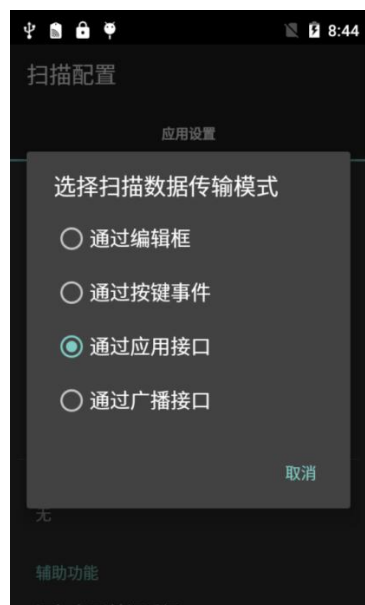 8:44
扫描配置
应用设置
选择扫描数据传输模式
通过编辑框
通过按键事件
通过应用接口
通过广播接口
取消
无
辅助功能